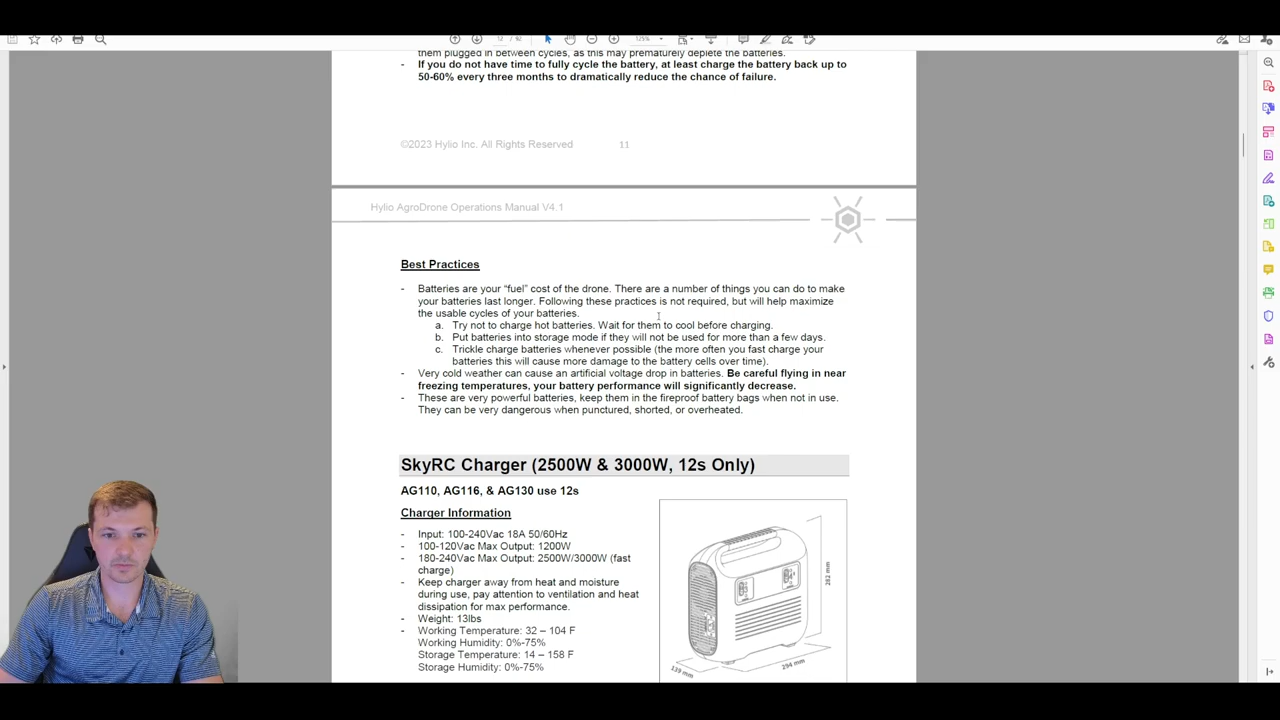 12 / 92
125%
them plugged in between cycles, as this may prematurely deplete the batteries.
- If you do not have time to fully cycle the battery, at least charge the battery back up to
50-60% every three months to dramatically reduce the chance of failure.
©2023 Hylio Inc. All Rights Reserved 11
Hylio AgroDrone Operations Manual V4.1
Best Practices
- Batteries are your “fuel” cost of the drone. There are a number of things you can do to make
your batteries last longer. Following these practices is not required, but will help maximize
the usable cycles of your batteries.
a. Try not to charge hot batteries. Wait for them to cool before charging.
b. Put batteries into storage mode if they will not be used for more than a few days.
c. Trickle charge batteries whenever possible (the more often you fast charge your
batteries this will cause more damage to the battery cells over time).
- Very cold weather can cause an artificial voltage drop in batteries. Be careful flying in near
freezing temperatures, your battery performance will significantly decrease.
- These are very powerful batteries, keep them in the fireproof battery bags when not in use.
They can be very dangerous when punctured, shorted, or overheated.
SkyRC Charger (2500W & 3000W, 12s Only)
AG110, AG116, & AG130 use 12s
Charger Information
- Input: 100-240Vac 18A 50/60Hz
- 100-120Vac Max Output: 1200W
- 180-240Vac Max Output: 2500W/3000W (fast
charge)
- Keep charger away from heat and moisture
during use, pay attention to ventilation and heat
dissipation for max performance.
- Weight: 13lbs
- Working Temperature: 32 – 104 F
Working Humidity: 0%-75%
Storage Temperature: 14 – 158 F
Storage Humidity: 0%-75%
282 mm
129 mm
294 mm